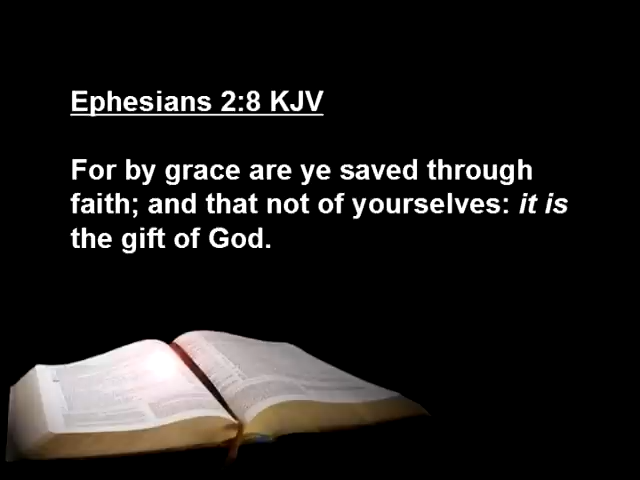 Ephesians 2:8 KJV
For by grace are ye saved through
faith; and that not of yourselves: it is
the gift of God.